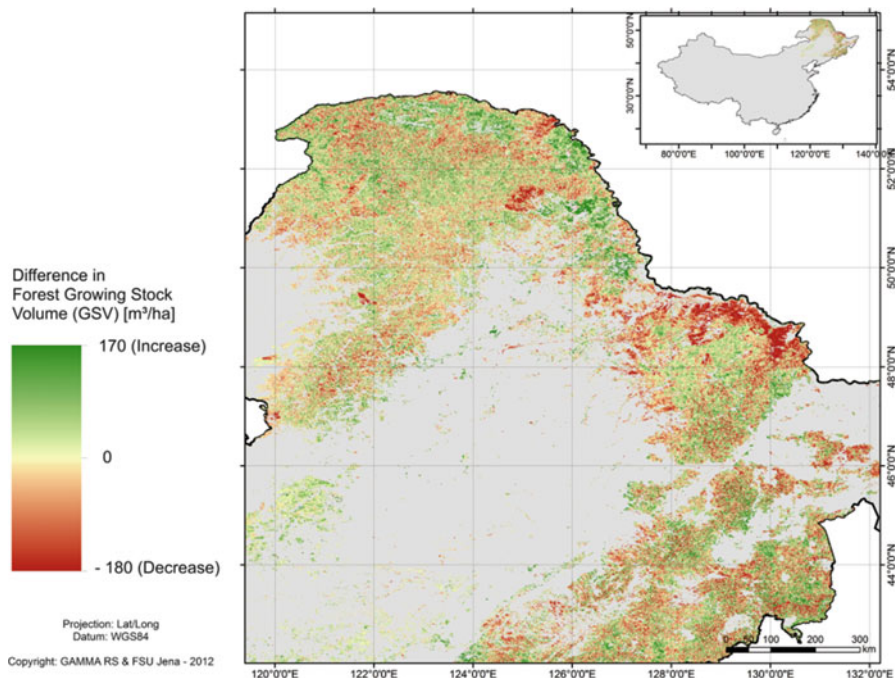 Difference in
Forest Growing Stock
Volume (GSV) [m³/ha]
170 (Increase)
0
- 180 (Decrease)
Projection: Lat/Long
Datum: WGS84
Copyright: GAMMA RS & FSU Jena - 2012
50°0'0"N
30°0'0"N
80°0'0"E 100°0'0"E 120°0'0"E 140°0'
54°0'0"N
52°0'0"N
50°0'0"N
48°0'0"N
46°0'0"N
44°0'0"N
0 50 100 200 300
km
120°0'0"E 122°0'0"E 124°0'0"E 126°0'0"E 128°0'0"E 130°0'0"E 132°0'0"E